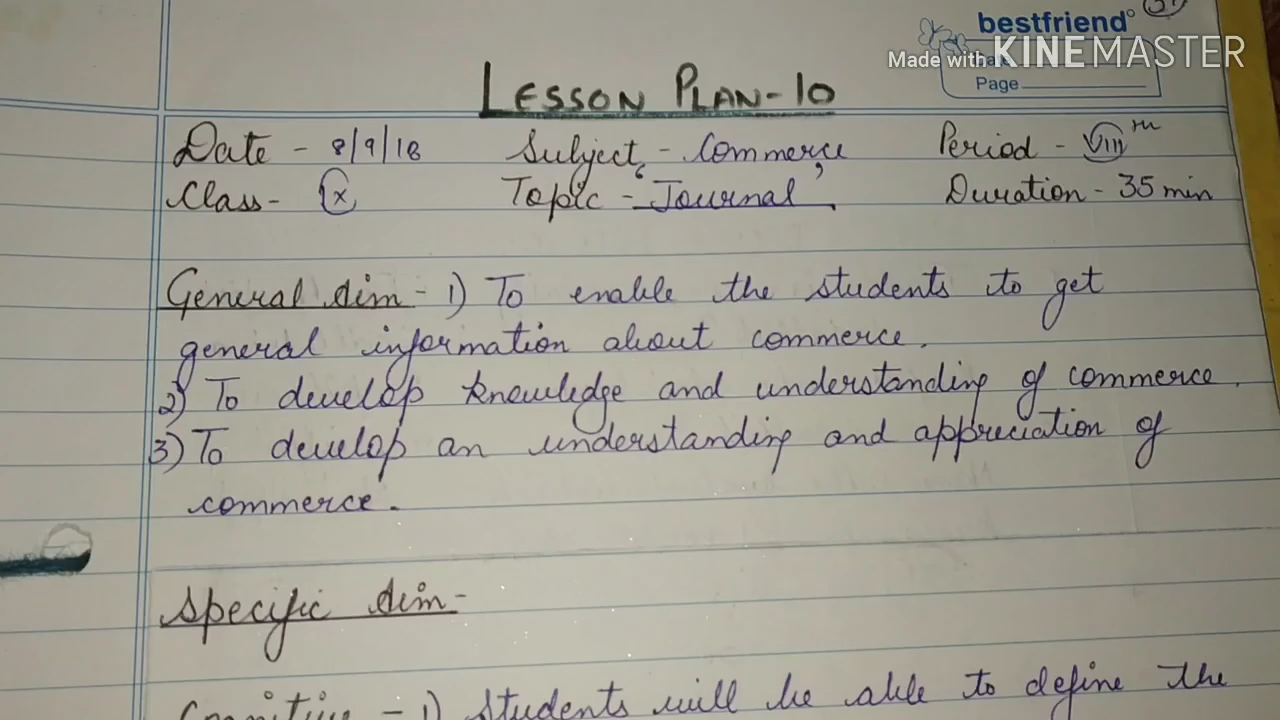 bestfriend
Made with KINEMASTER
Page
LESSON PLAN-10
Date - 8/9/18 Subject - Commerce Period - VIII th
Class - X Topic - 'Journal' Duration - 35 min
General Aim - 1) To enable the students to get
general information about commerce.
2) To develop knowledge and understanding of commerce.
3) To develop an understanding and appreciation of
commerce.
Specific Aim -
Cognitive - 1) Students will be able to define the